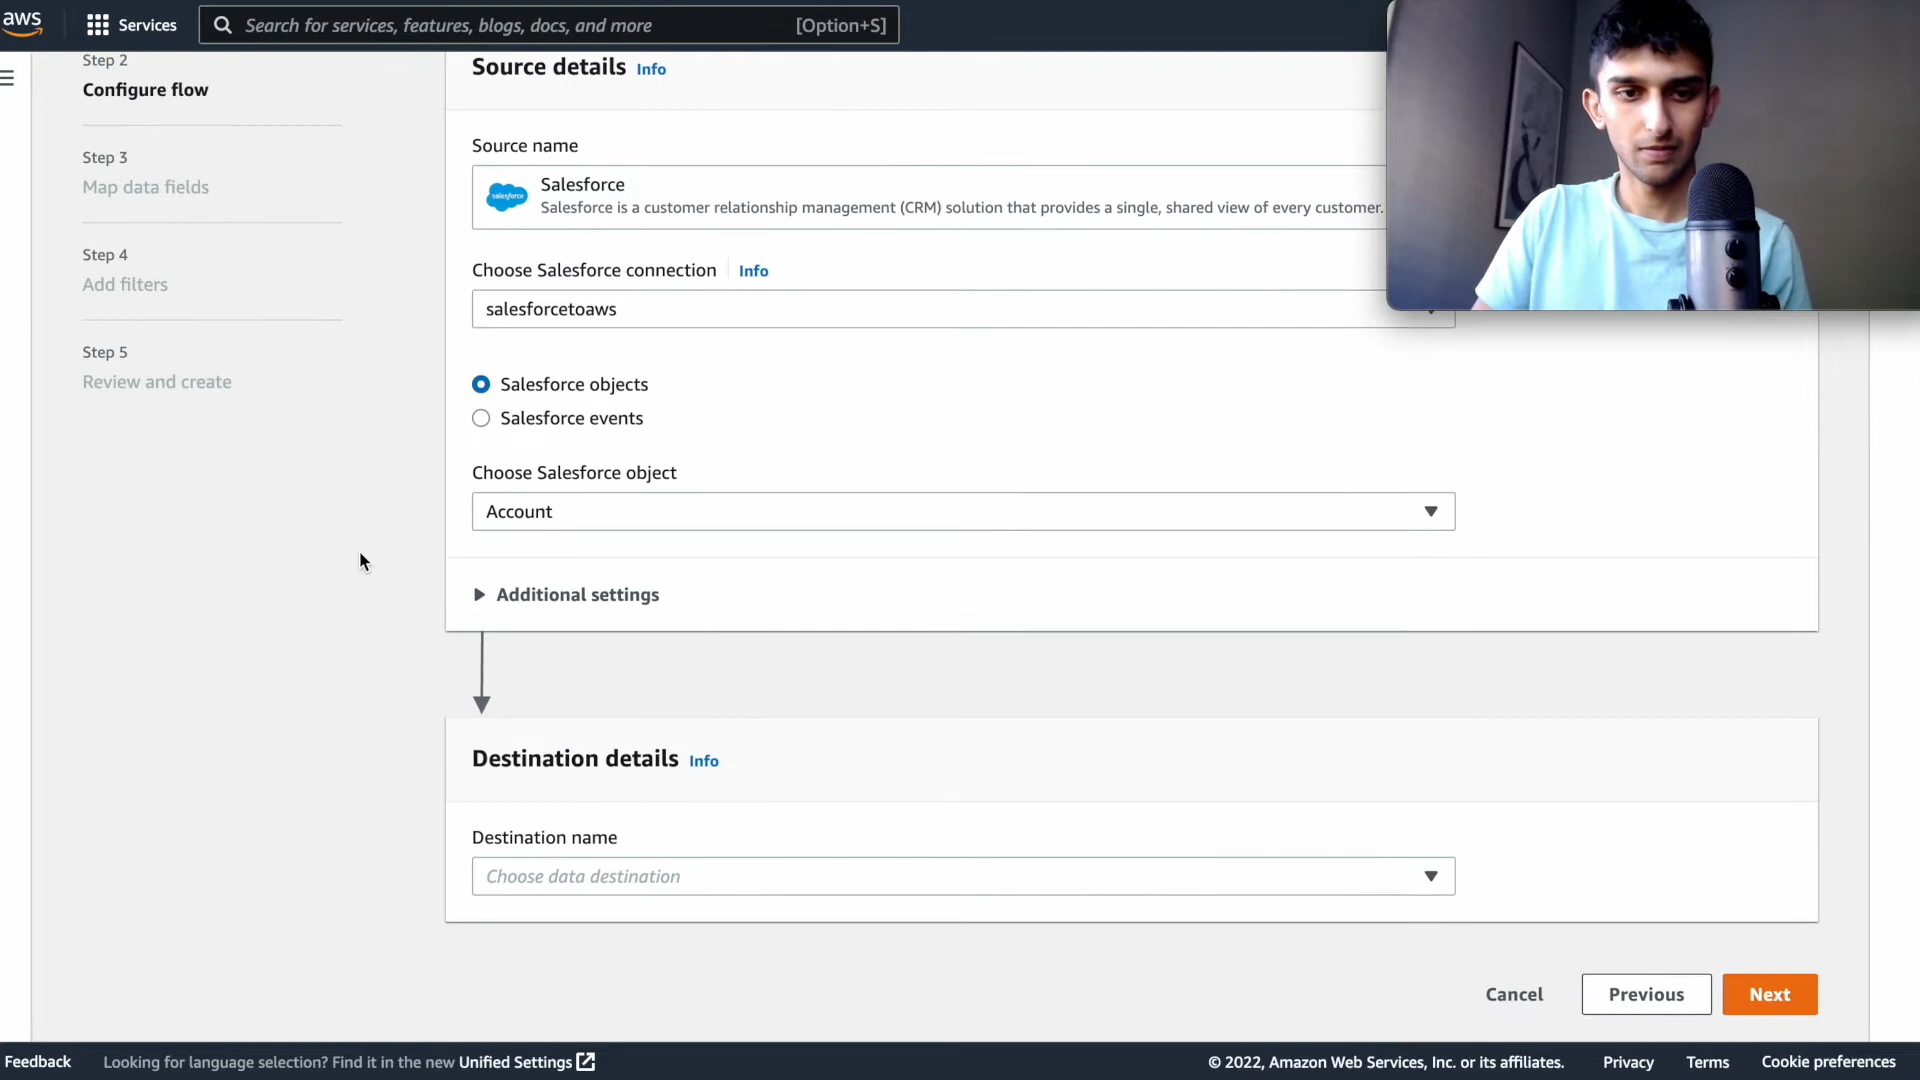 aws
Services
Search for services, features, blogs, docs, and more
[Option+S]
Step 2
Configure flow
Step 3
Map data fields
Step 4
Add filters
Step 5
Review and create
Source details Info
Source name
salesforce
Salesforce
Salesforce is a customer relationship management (CRM) solution that provides a single, shared view of every customer.
Choose Salesforce connection Info
salesforcetoaws
Salesforce objects
Salesforce events
Choose Salesforce object
Account
Additional settings
Destination details Info
Destination name
Choose data destination
Cancel
Previous
Next
Feedback
Looking for language selection? Find it in the new Unified Settings
© 2022, Amazon Web Services, Inc. or its affiliates.
Privacy
Terms
Cookie preferences